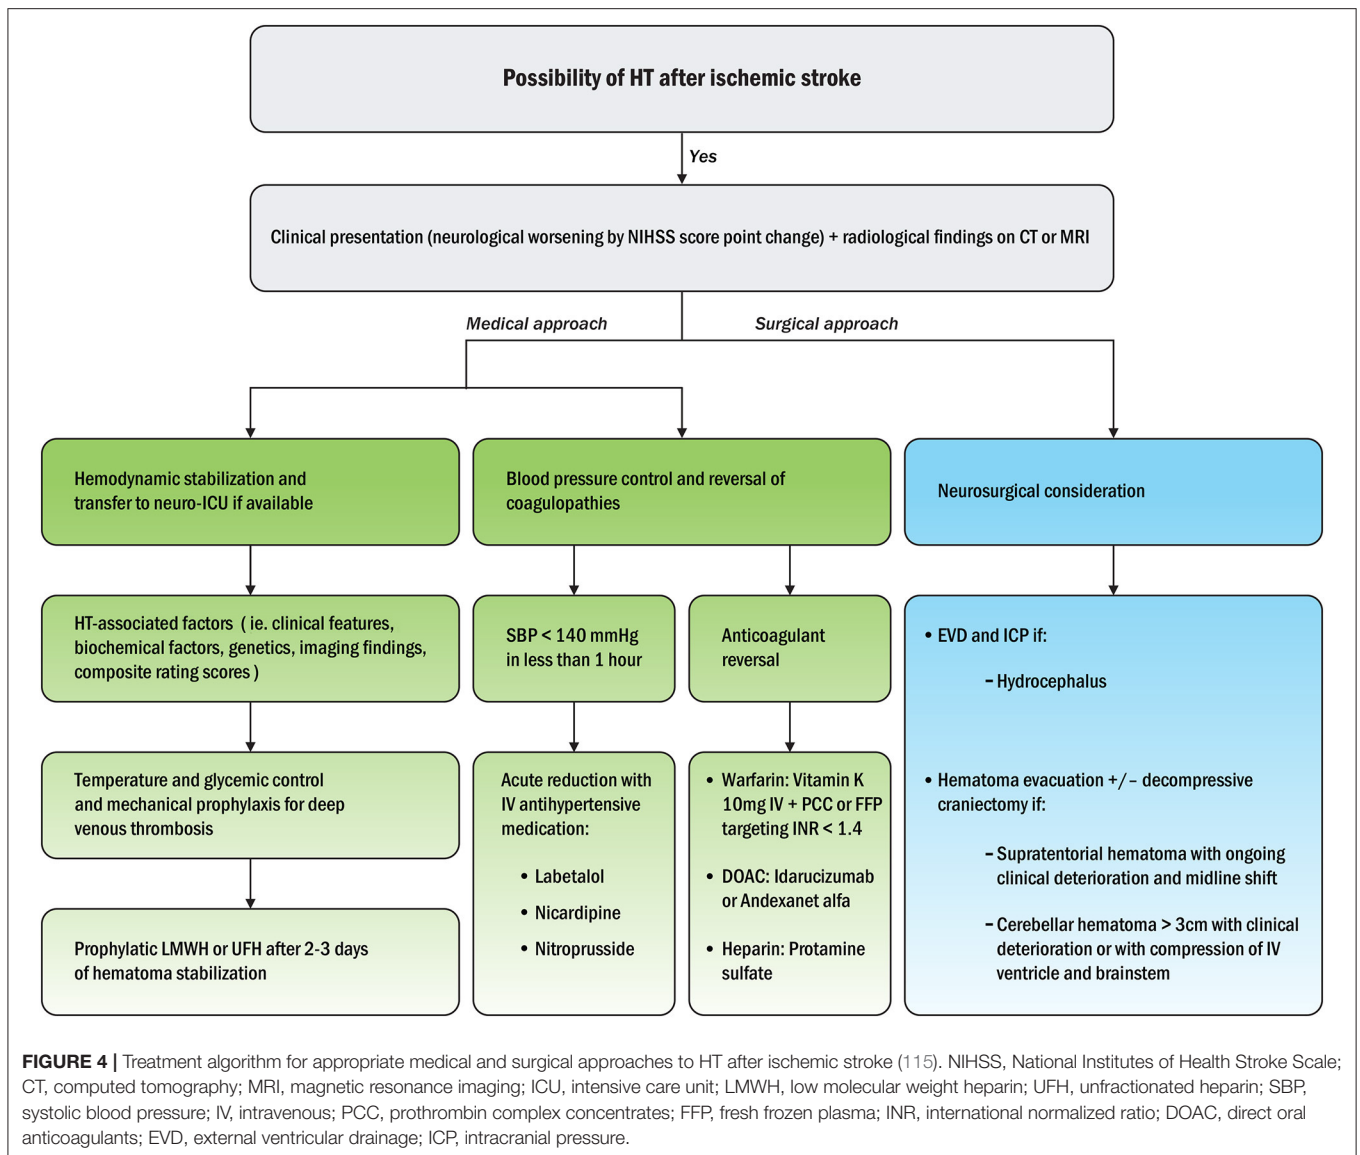 Possibility of HT after ischemic stroke
Yes
Clinical presentation (neurological worsening by NIHSS score point change) + radiological findings on CT or MRI
Medical approach
Surgical approach
Hemodynamic stabilization and
transfer to neuro-ICU if available
Blood pressure control and reversal of
coagulopathies
Neurosurgical consideration
HT-associated factors ( ie. clinical features,
biochemical factors, genetics, imaging findings,
composite rating scores )
SBP < 140 mmHg
in less than 1 hour
Anticoagulant
reversal
Temperature and glycemic control
and mechanical prophylaxis for deep
venous thrombosis
Prophylatic LMWH or UFH after 2-3 days
of hematoma stabilization
Acute reduction with
IV antihypertensive
medication:
• Labetalol
• Nicardipine
• Nitroprusside
• Warfarin: Vitamin K
10mg IV + PCC or FFP
targeting INR < 1.4
• DOAC: Idarucizumab
or Andexanet alfa
• Heparin: Protamine
sulfate
• EVD and ICP if:
– Hydrocephalus
• Hematoma evacuation +/– decompressive
craniectomy if:
– Supratentorial hematoma with ongoing
clinical deterioration and midline shift
– Cerebellar hematoma > 3cm with clinical
deterioration or with compression of IV
ventricle and brainstem
FIGURE 4 | Treatment algorithm for appropriate medical and surgical approaches to HT after ischemic stroke (115). NIHSS, National Institutes of Health Stroke Scale;
CT, computed tomography; MRI, magnetic resonance imaging; ICU, intensive care unit; LMWH, low molecular weight heparin; UFH, unfractionated heparin; SBP,
systolic blood pressure; IV, intravenous; PCC, prothrombin complex concentrates; FFP, fresh frozen plasma; INR, international normalized ratio; DOAC, direct oral
anticoagulants; EVD, external ventricular drainage; ICP, intracranial pressure.